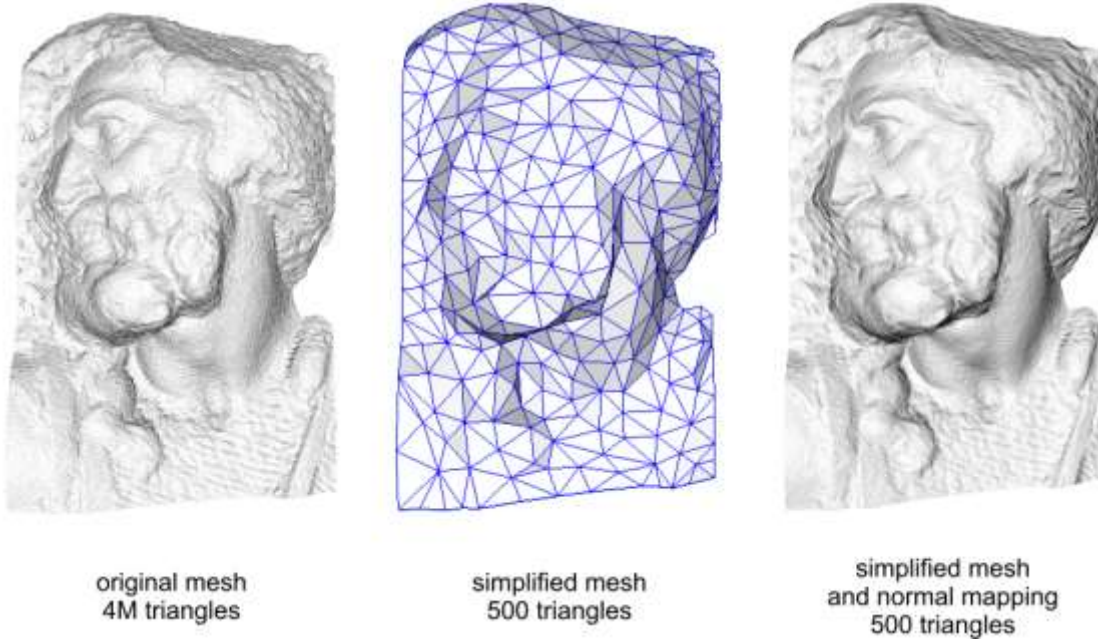 original mesh
4M triangles
simplified mesh
500 triangles
simplified mesh
and normal mapping
500 triangles